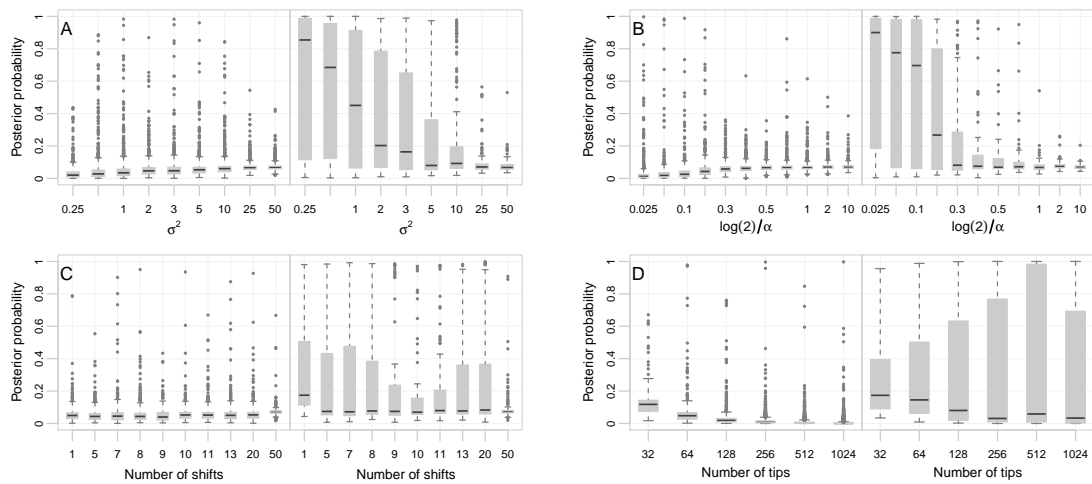 A
Posterior probability
1
0.8
0.6
0.4
0.2
0
0.25 1 2 3 5 10 25 50 0.25 1 2 3 5 10 25 50
σ² σ²
B
Posterior probability
1
0.8
0.6
0.4
0.2
0
0.025 0.1 0.3 0.5 1 2 10 0.025 0.1 0.3 0.5 1 2 10
log(2)/α log(2)/α
C
Posterior probability
1
0.8
0.6
0.4
0.2
0
1 5 7 8 9 10 11 13 20 50 1 5 7 8 9 10 11 13 20 50
Number of shifts Number of shifts
D
Posterior probability
1
0.8
0.6
0.4
0.2
0
32 64 128 256 512 1024 32 64 128 256 512 1024
Number of tips Number of tips